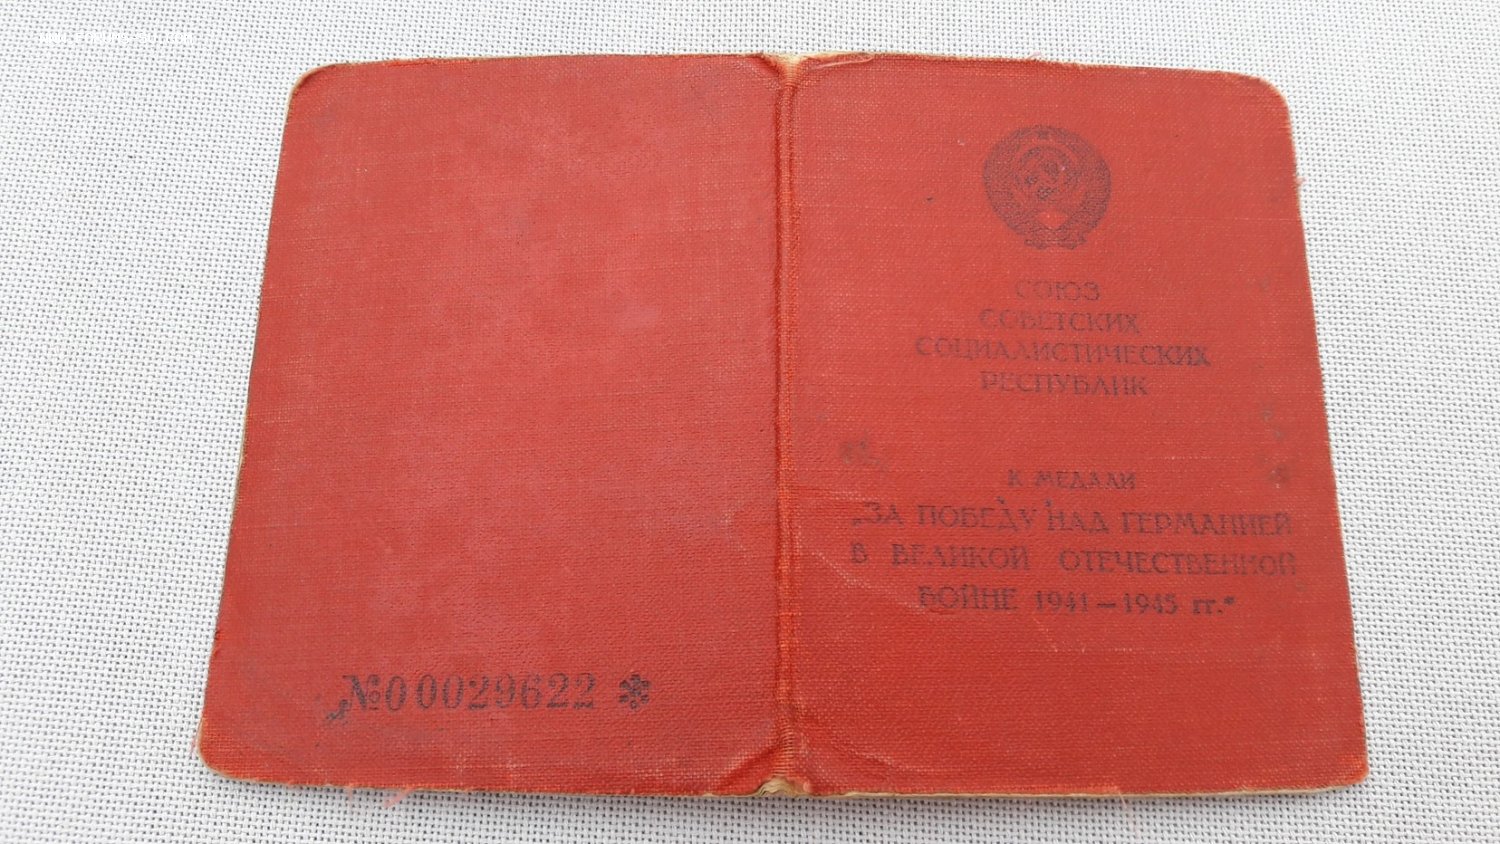 СОЮЗ
СОВЕТСКИХ
СОЦИАЛИСТИЧЕСКИХ
РЕСПУБЛИК
К МЕДАЛИ
„ЗА ПОБЕДУ НАД ГЕРМАНИЕЙ
В ВЕЛИКОЙ ОТЕЧЕСТВЕННОЙ
ВОЙНЕ 1941 — 1945 гг."
№00029622 *